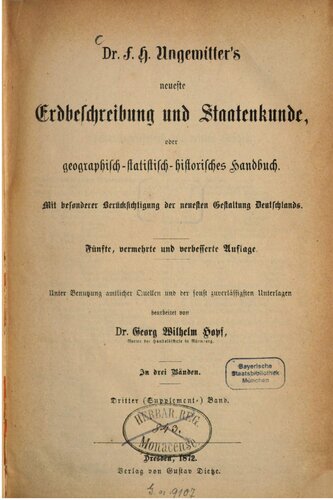 Dr. F. H. Ungewitter's
neueste
Erdbeschreibung und Staatenkunde,
oder
geographisch-statistisch-historisches Handbuch.
Mit besonderer Berücksichtigung der neuesten Gestaltung Deutschlands.
Fünfte, vermehrte und verbesserte Auflage.
Unter Benutzung amtlicher Quellen und der sonst zuverlässigsten Unterlagen
bearbeitet von
Dr. Georg Wilhelm Hopf,
Rector der Handelsschule in Nürnberg.
In drei Bänden.
Bayerische
Staatsbibliothek
München
Dritter (Supplement-) Band.
HERBAR. REG.
MONACENSE.
Dresden, 1872.
Verlag von Gustav Dietze.